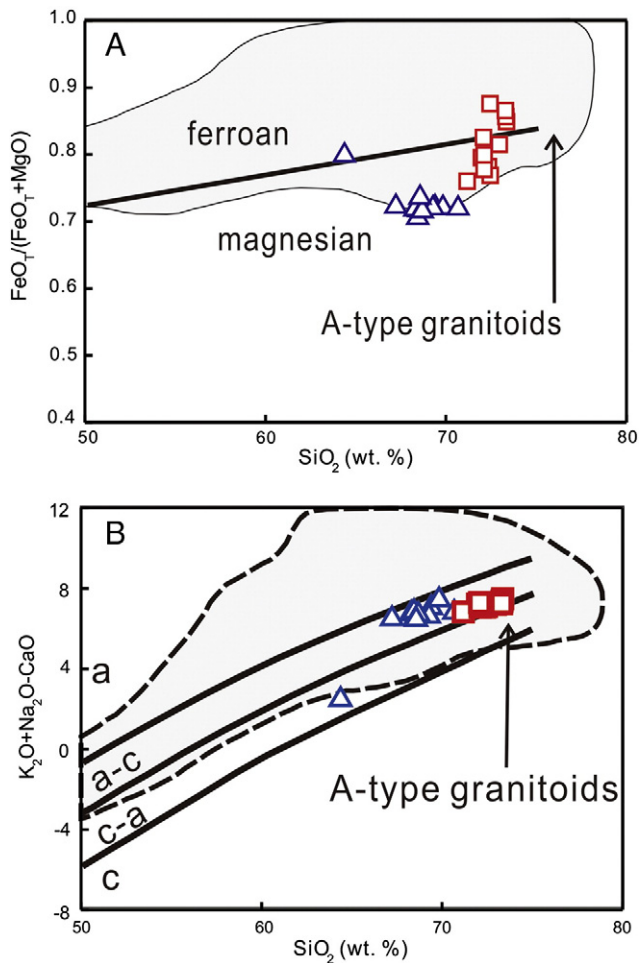 A
1.0
0.9
0.8
0.7
0.6
0.5
0.4
FeOT/(FeOT+MgO)
ferroan
magnesian
A-type granitoids
50
60
70
80
SiO2 (wt. %)
B
12
8
4
0
-4
-8
K2O+Na2O-CaO
a
a-c
c-a
c
A-type granitoids
50
60
70
80
SiO2 (wt. %)